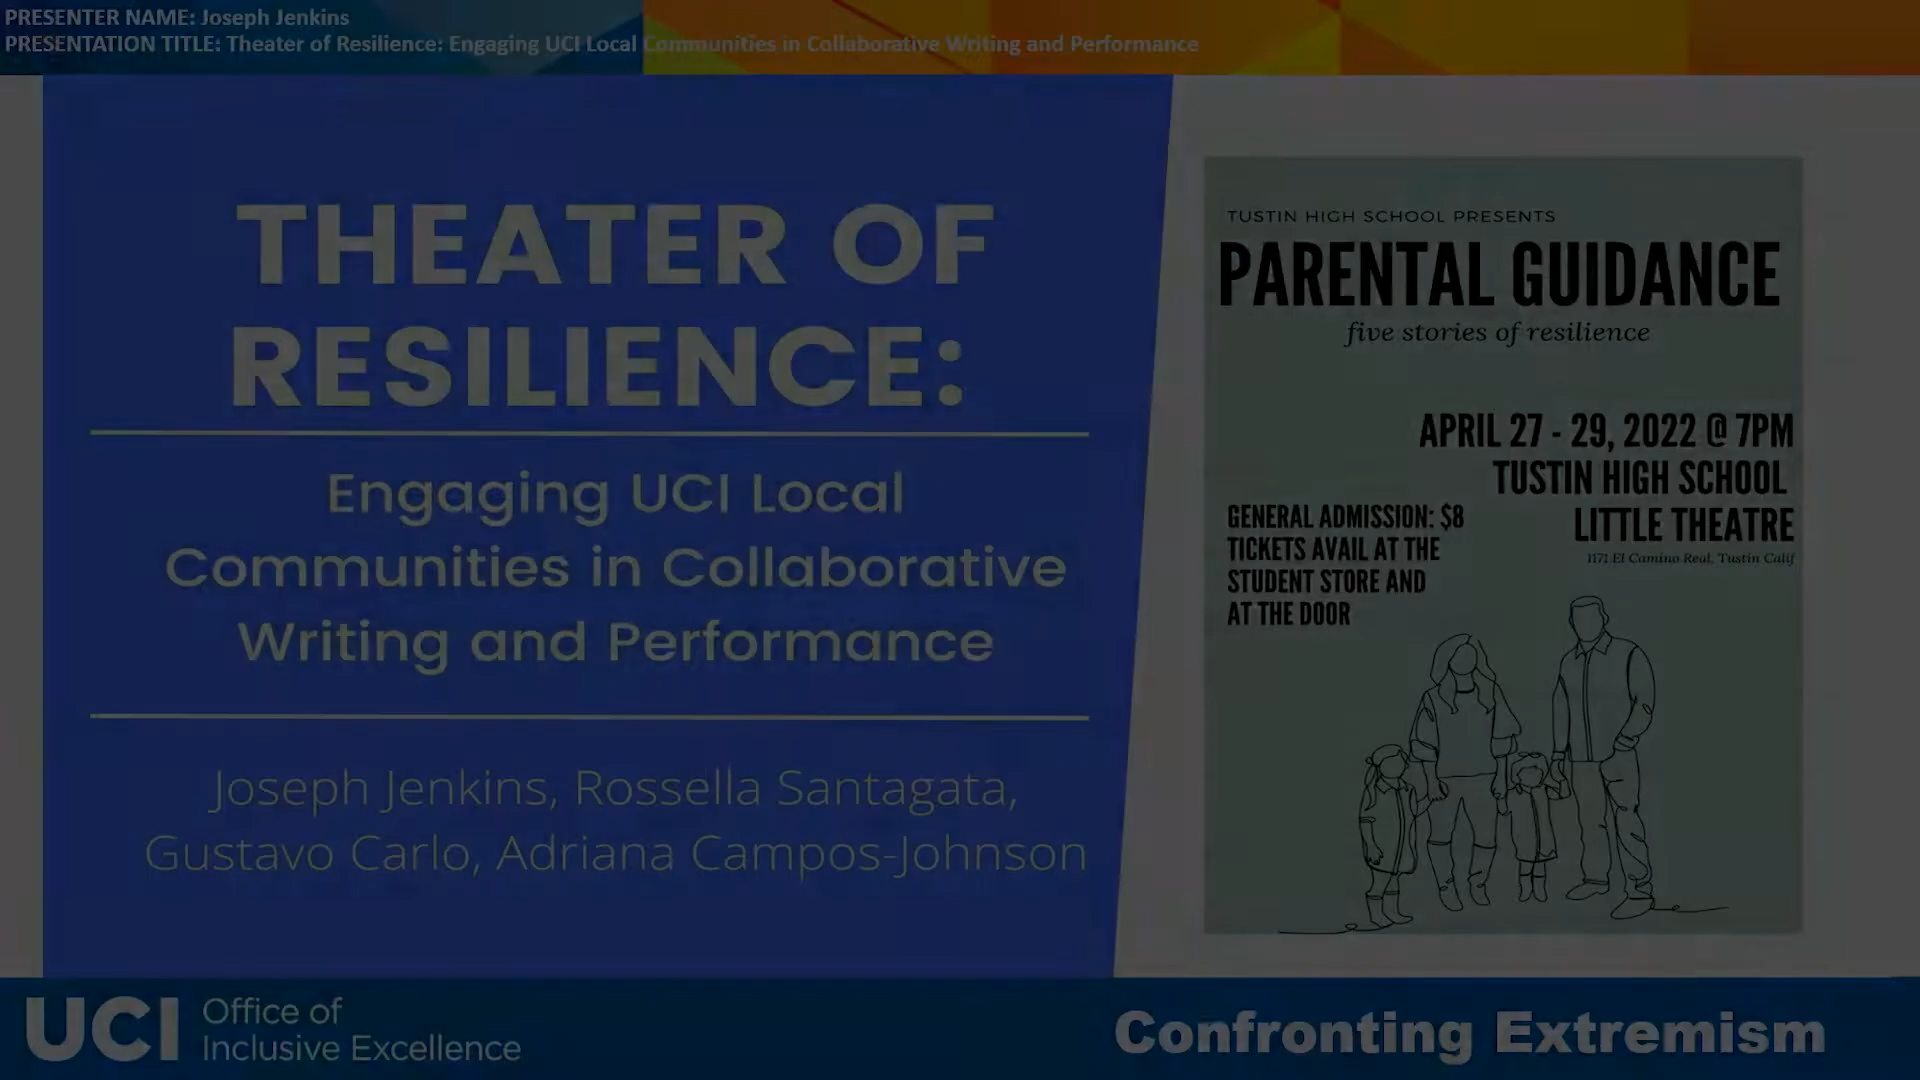 PRESENTER NAME: Joseph Jenkins
PRESENTATION TITLE: Theater of Resilience: Engaging UCI Local Communities in Collaborative Writing and Performance
THEATER OF
RESILIENCE:
Engaging UCI Local
Communities in Collaborative
Writing and Performance
Joseph Jenkins, Rossella Santagata,
Gustavo Carlo, Adriana Campos-Johnson
TUSTIN HIGH SCHOOL PRESENTS
PARENTAL GUIDANCE
five stories of resilience
APRIL 27 - 29, 2022 @ 7PM
TUSTIN HIGH SCHOOL
LITTLE THEATRE
1171 El Camino Real, Tustin Calif
GENERAL ADMISSION: $8
TICKETS AVAIL AT THE
STUDENT STORE AND
AT THE DOOR
UCI Office of
Inclusive Excellence
Confronting Extremism